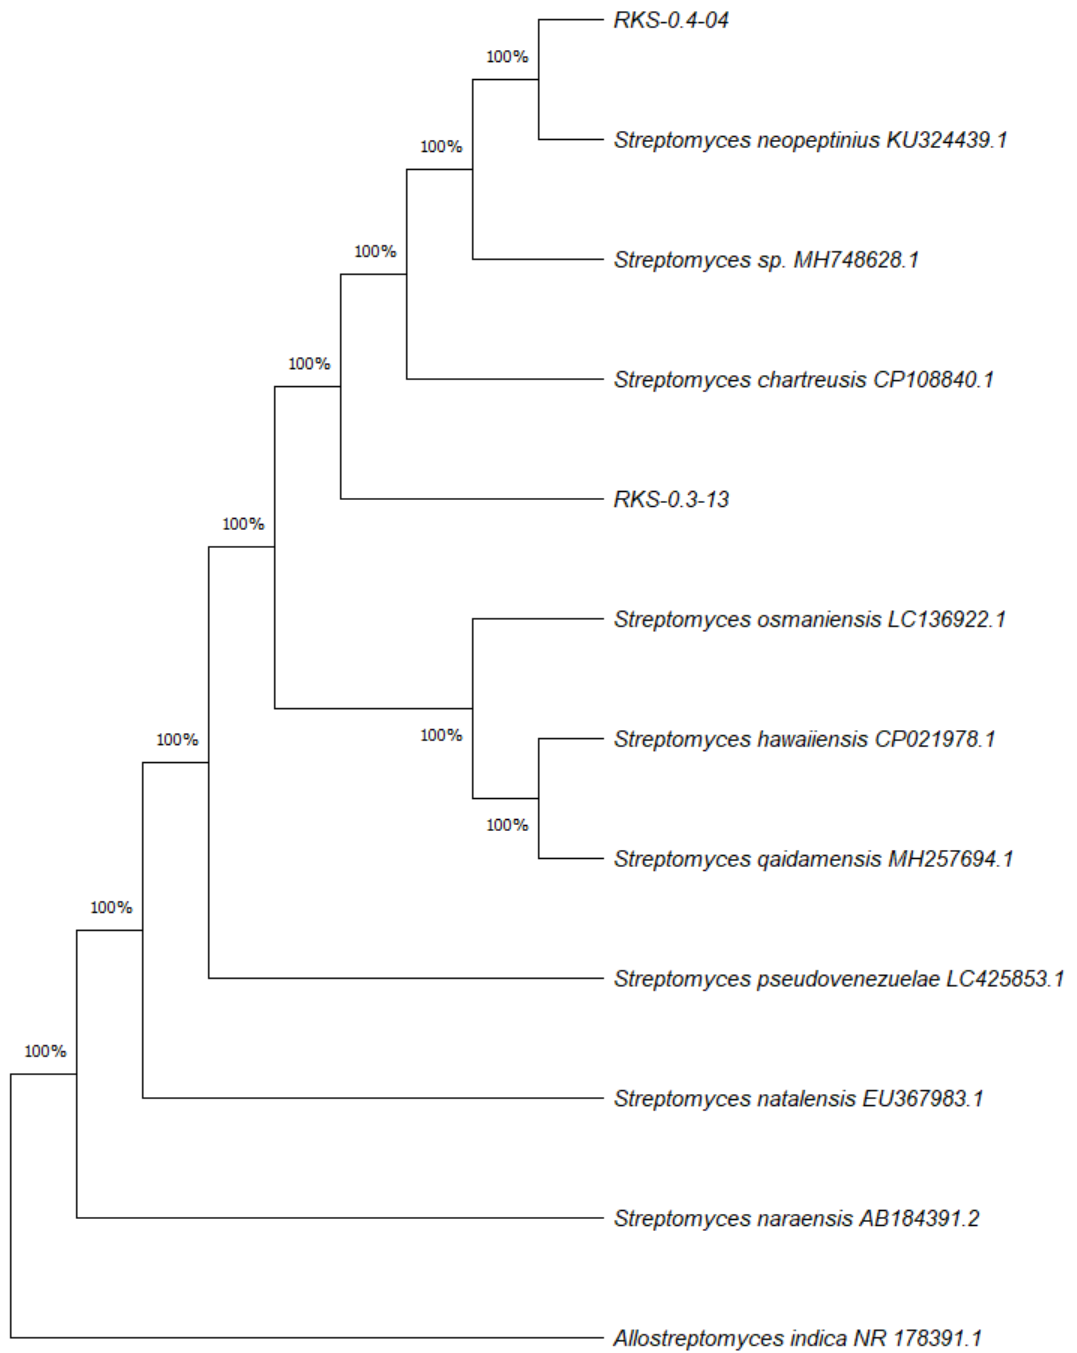 RKS-0.4-04
100%
Streptomyces neopeptinius KU324439.1
100%
Streptomyces sp. MH748628.1
100%
Streptomyces chartreusis CP108840.1
100%
RKS-0.3-13
100%
Streptomyces osmaniensis LC136922.1
100%
Streptomyces hawaiiensis CP021978.1
100%
100%
Streptomyces qaidamensis MH257694.1
100%
Streptomyces pseudovenezuelae LC425853.1
100%
Streptomyces natalensis EU367983.1
Streptomyces naraensis AB184391.2
Allostreptomyces indica NR 178391.1